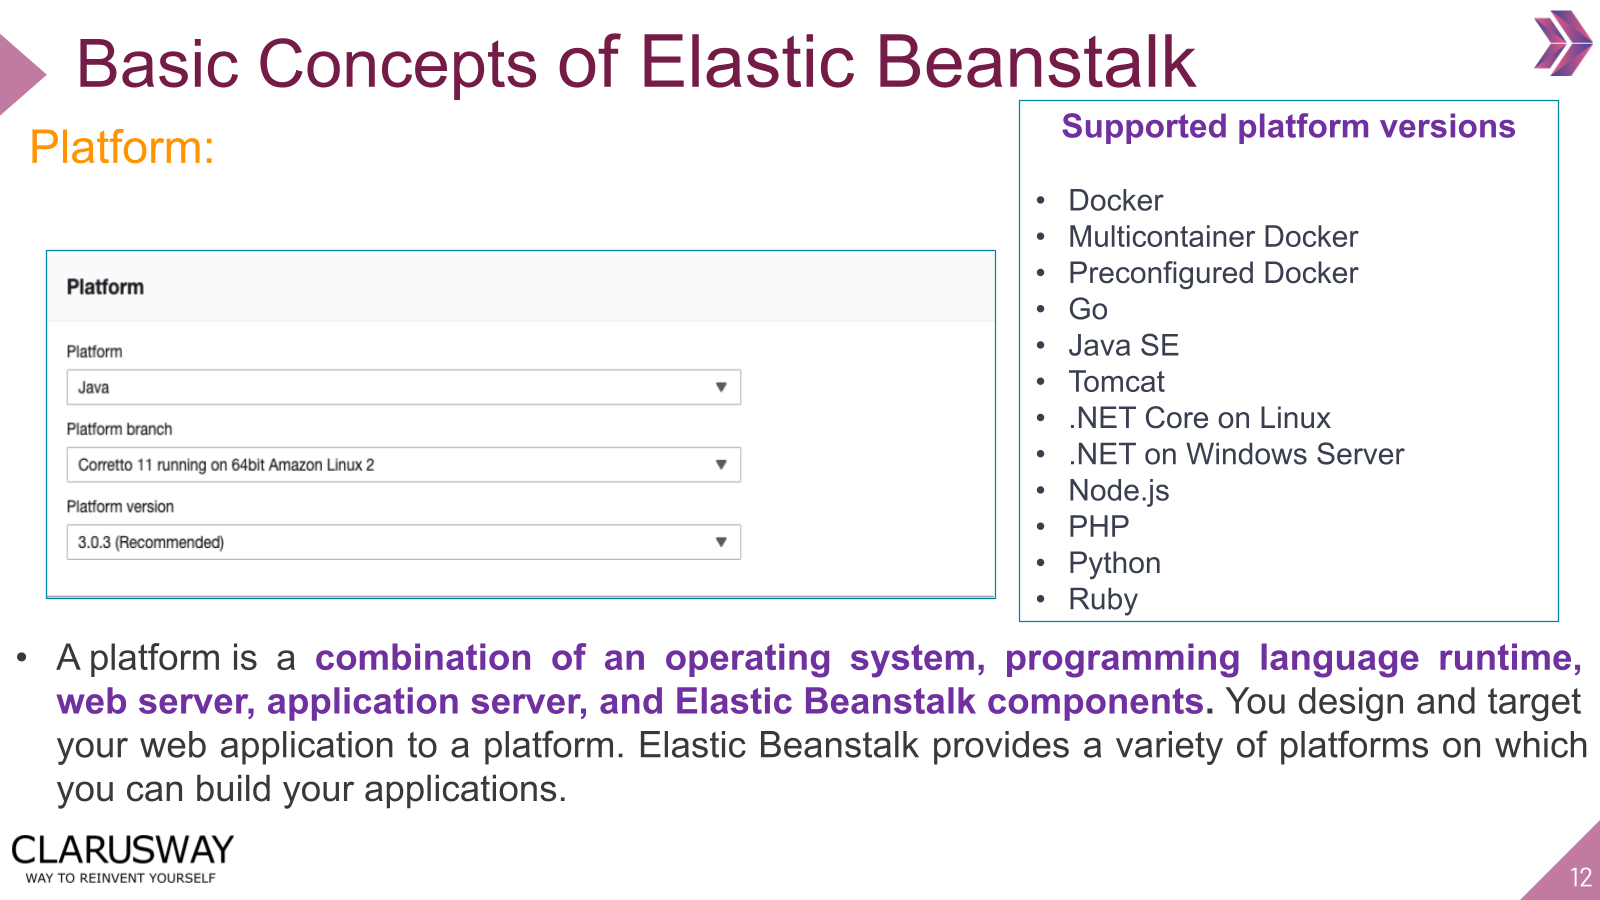 Basic Concepts of Elastic Beanstalk
Platform:
Platform
Platform
Java
Platform branch
Corretto 11 running on 64bit Amazon Linux 2
Platform version
3.0.3 (Recommended)
Supported platform versions
• Docker
• Multicontainer Docker
• Preconfigured Docker
• Go
• Java SE
• Tomcat
• .NET Core on Linux
• .NET on Windows Server
• Node.js
• PHP
• Python
• Ruby
• A platform is a combination of an operating system, programming language runtime,
web server, application server, and Elastic Beanstalk components. You design and target
your web application to a platform. Elastic Beanstalk provides a variety of platforms on which
you can build your applications.
CLARUSWAY
WAY TO REINVENT YOURSELF
12